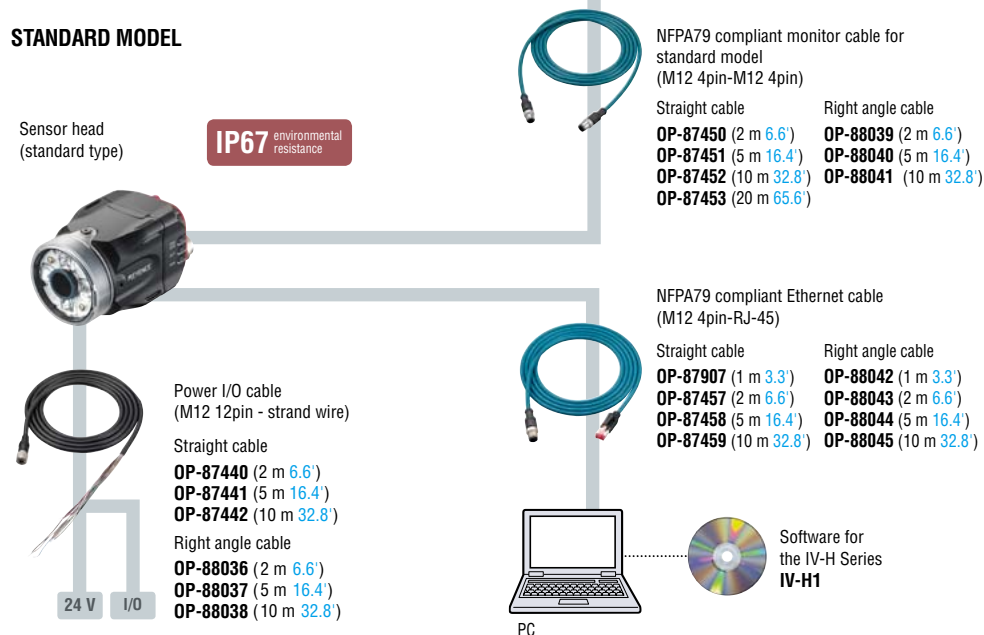 STANDARD MODEL
Sensor head
(standard type)
IP67 environmental
resistance
KEYENCE
NFPA79 compliant monitor cable for
standard model
(M12 4pin-M12 4pin)
Straight cable
OP-87450 (2 m 6.6')
OP-87451 (5 m 16.4')
OP-87452 (10 m 32.8')
OP-87453 (20 m 65.6')
Right angle cable
OP-88039 (2 m 6.6')
OP-88040 (5 m 16.4')
OP-88041 (10 m 32.8')
NFPA79 compliant Ethernet cable
(M12 4pin-RJ-45)
Straight cable
OP-87907 (1 m 3.3')
OP-87457 (2 m 6.6')
OP-87458 (5 m 16.4')
OP-87459 (10 m 32.8')
Right angle cable
OP-88042 (1 m 3.3')
OP-88043 (2 m 6.6')
OP-88044 (5 m 16.4')
OP-88045 (10 m 32.8')
Power I/O cable
(M12 12pin - strand wire)
Straight cable
OP-87440 (2 m 6.6')
OP-87441 (5 m 16.4')
OP-87442 (10 m 32.8')
Right angle cable
OP-88036 (2 m 6.6')
OP-88037 (5 m 16.4')
OP-88038 (10 m 32.8')
24 V
I/O
PC
Software for
the IV-H Series
IV-H1